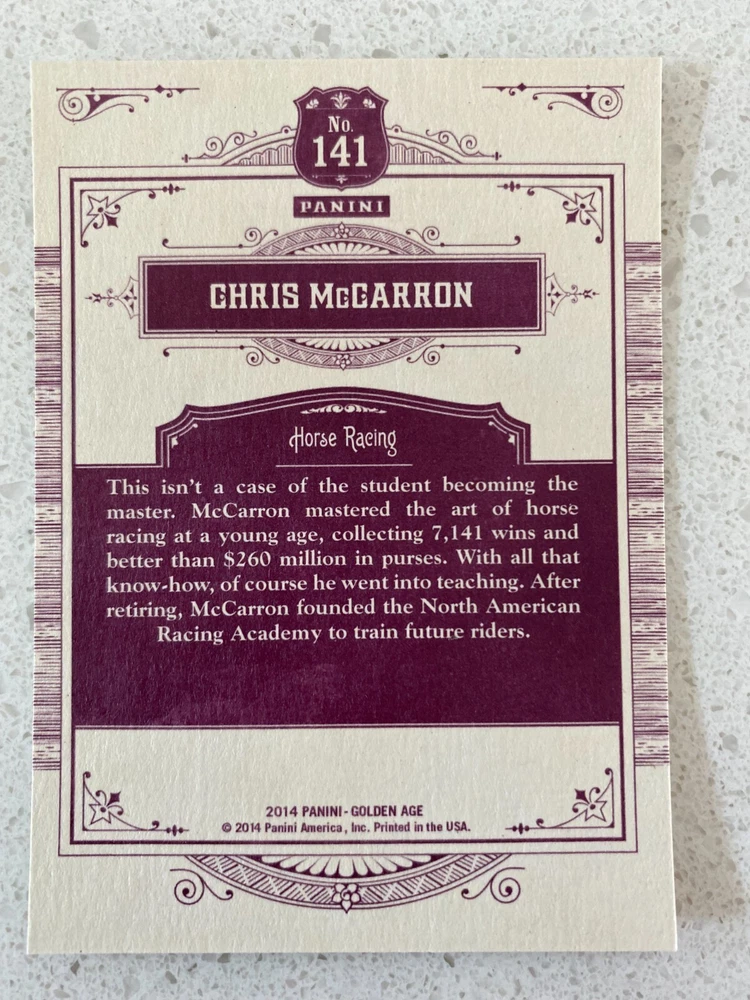 No.
141
PANINI
CHRIS McCARRON
Horse Racing
This isn't a case of the student becoming the
master. McCarron mastered the art of horse
racing at a young age, collecting 7,141 wins and
better than $260 million in purses. With all that
know-how, of course he went into teaching. After
retiring, McCarron founded the North American
Racing Academy to train future riders.
2014 PANINI - GOLDEN AGE
© 2014 Panini America, Inc. Printed in the USA.